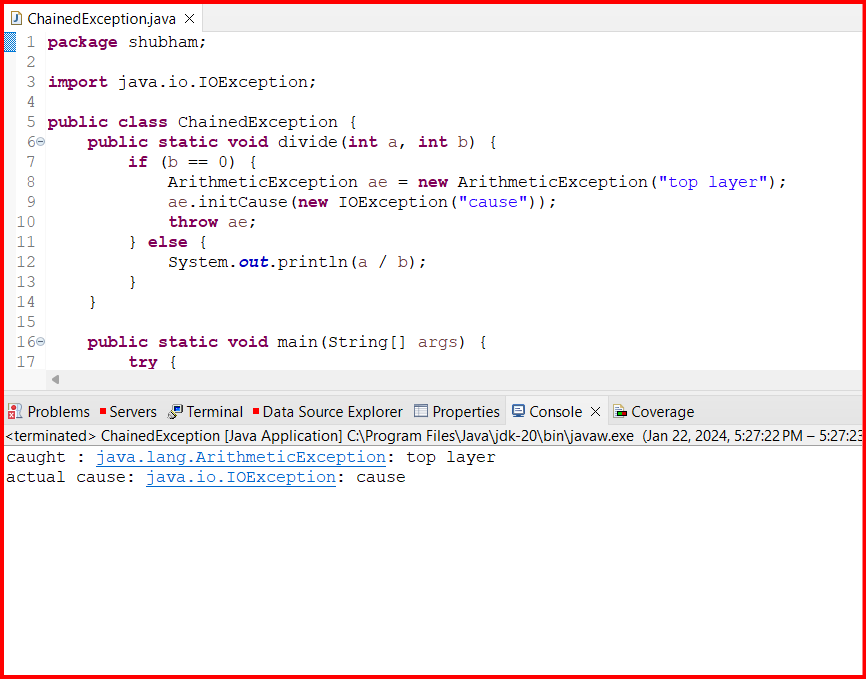 ChainedException.java
1 package shubham;
2
3 import java.io.IOException;
4
5 public class ChainedException {
6 public static void divide(int a, int b) {
7 if (b == 0) {
8 ArithmeticException ae = new ArithmeticException("top layer");
9 ae.initCause(new IOException("cause"));
10 throw ae;
11 } else {
12 System.out.println(a / b);
13 }
14 }
15
16 public static void main(String[] args) {
17 try {
Problems Servers Terminal Data Source Explorer Properties Console Coverage
<terminated> ChainedException [Java Application] C:\Program Files\Java\jdk-20\bin\javaw.exe (Jan 22, 2024, 5:27:22 PM – 5:27:23
caught : java.lang.ArithmeticException: top layer
actual cause: java.io.IOException: cause